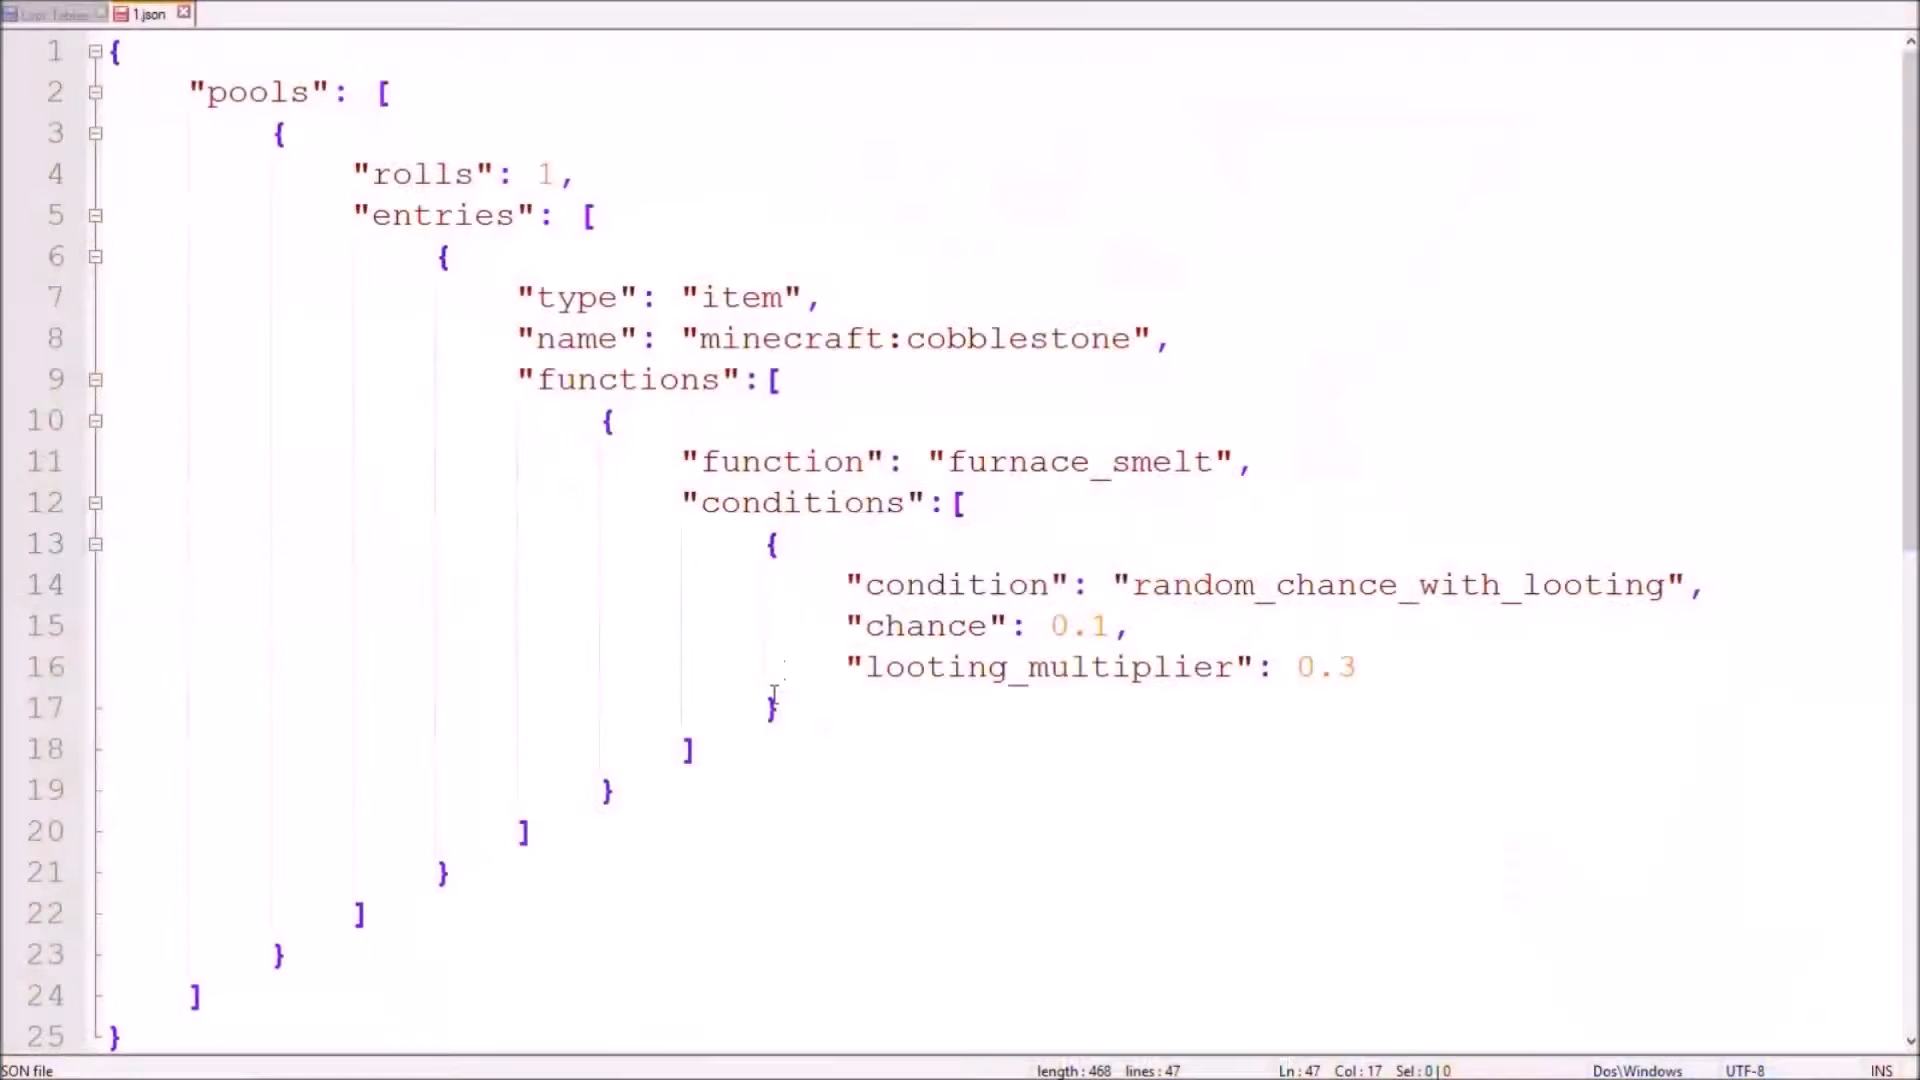 1.json
1 {
2 "pools": [
3 {
4 "rolls": 1,
5 "entries": [
6 {
7 "type": "item",
8 "name": "minecraft:cobblestone",
9 "functions":[
10 {
11 "function": "furnace_smelt",
12 "conditions":[
13 {
14 "condition": "random_chance_with_looting",
15 "chance": 0.1,
16 "looting_multiplier": 0.3
17 }
18 ]
19 }
20 ]
21 }
22 ]
23 }
24 ]
25 }
SON file length : 468 lines : 47 Ln : 47 Col : 17 Sel : 0 | 0 Dos\Windows UTF-8 INS